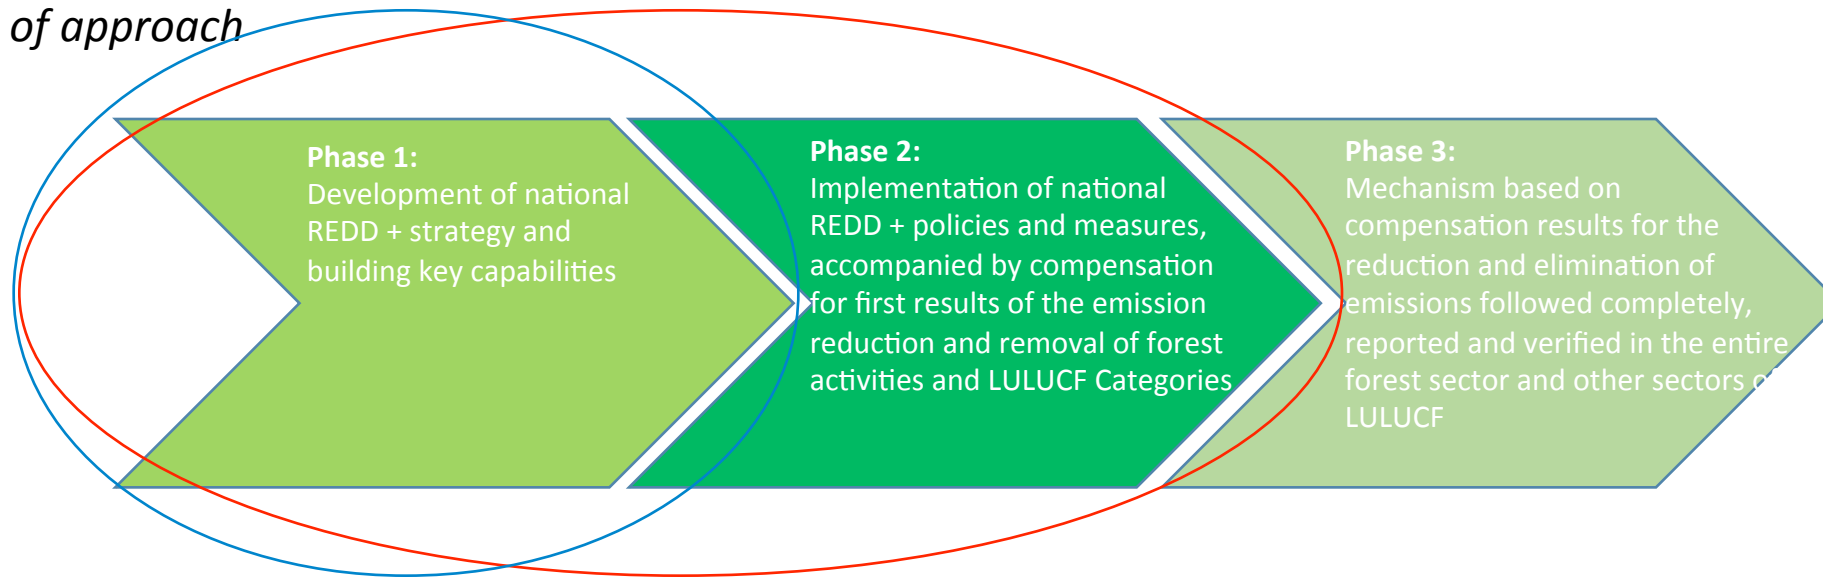 of approach
Phase 1:
Development of national
REDD + strategy and
building key capabilities
Phase 2:
Implementation of national
REDD + policies and measures,
accompanied by compensation
for first results of the emission
reduction and removal of forest
activities and LULUCF Categories
Phase 3:
Mechanism based on
compensation results for the
reduction and elimination of
emissions followed completely,
reported and verified in the entire
forest sector and other sectors of
LULUCF